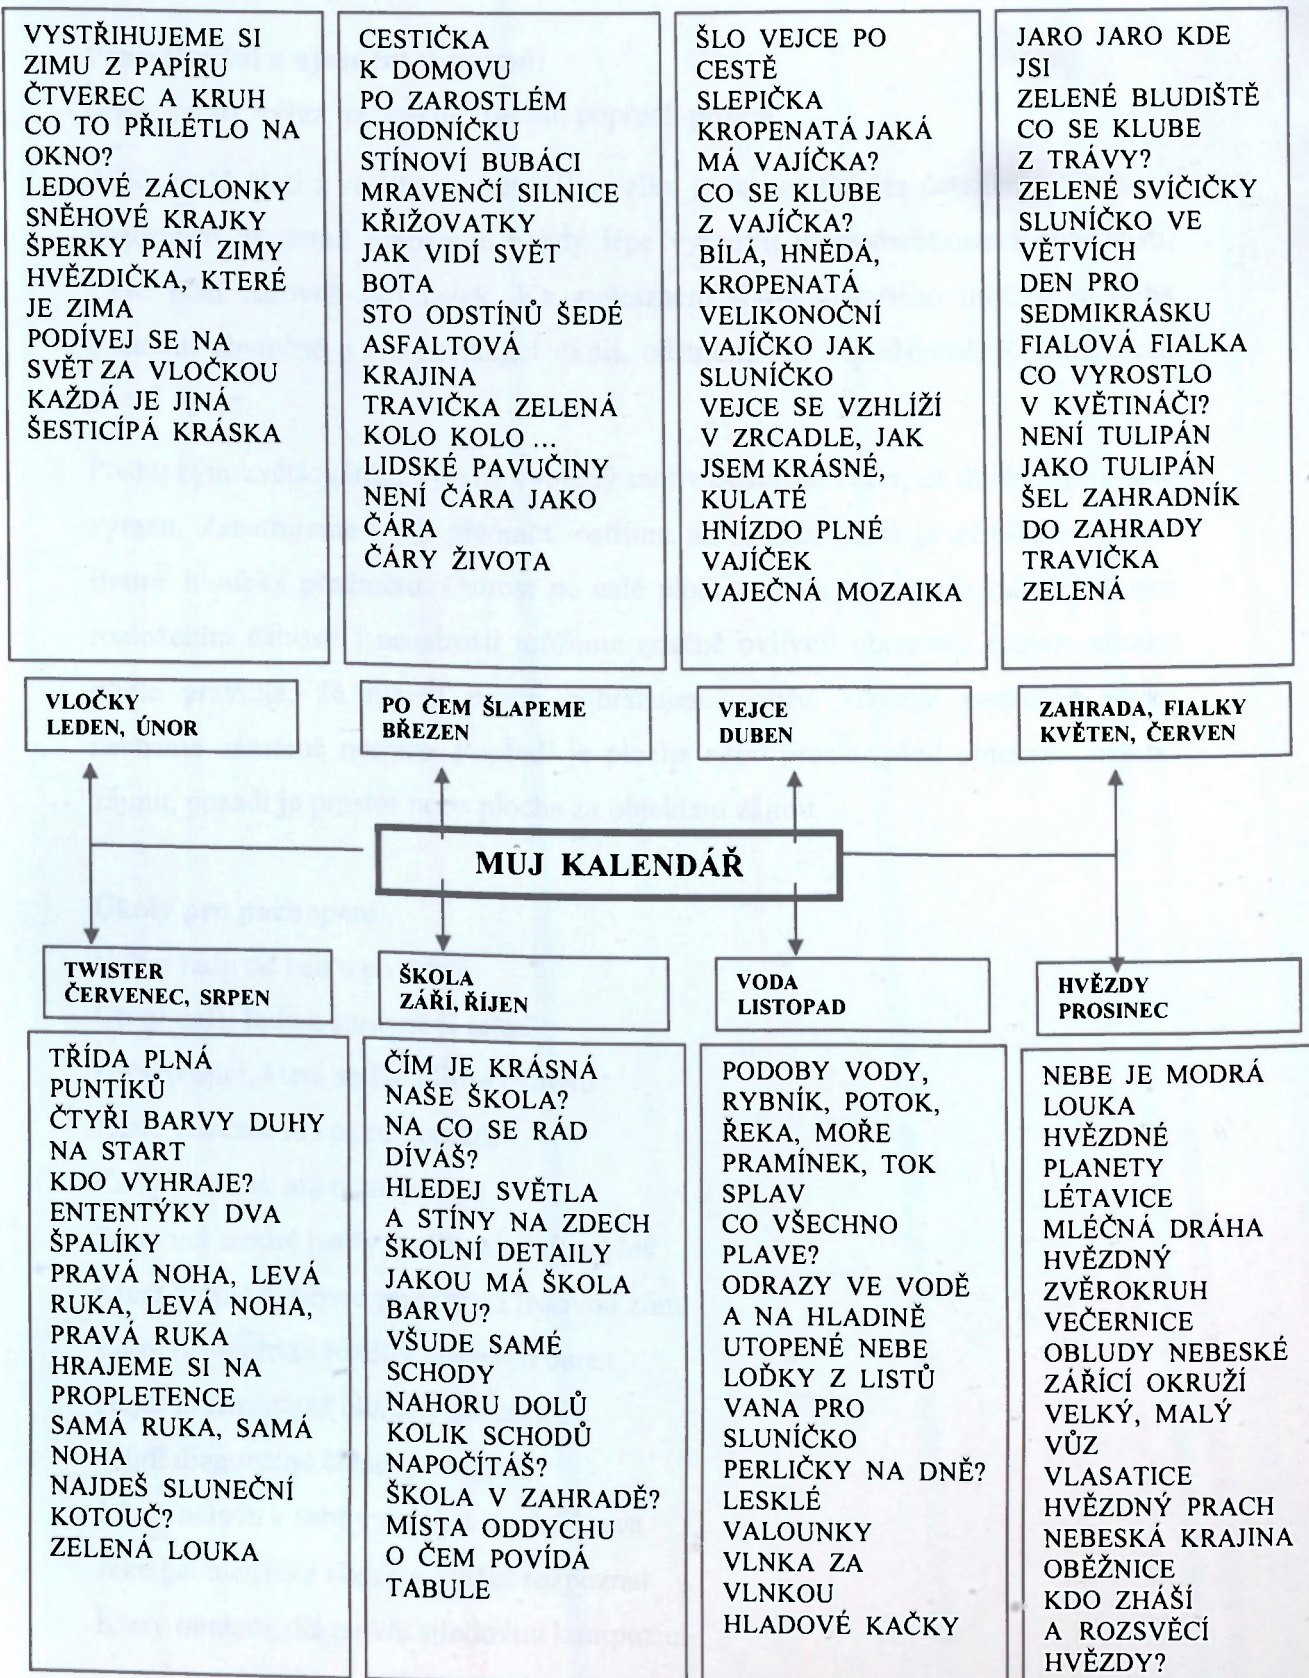 VYSTŘIHUJEME SI
ZIMU Z PAPÍRU
ČTVEREC A KRUH
CO TO PŘILÉTLO NA
OKNO?
LEDOVÉ ZÁCLONKY
SNĚHOVÉ KRAJKY
ŠPERKY PANÍ ZIMY
HVĚZDIČKA, KTERÉ
JE ZIMA
PODÍVEJ SE NA
SVĚT ZA VLOČKOU
KAŽDÁ JE JINÁ
ŠESTICÍPÁ KRÁSKA
CESTIČKA
K DOMOVU
PO ZAROSTLÉM
CHODNÍČKU
STÍNOVÍ BUBÁCI
MRAVENČÍ SILNICE
KŘIŽOVATKY
JAK VIDÍ SVĚT
BOTA
STO ODSTÍNŮ ŠEDÉ
ASFALTOVÁ
KRAJINA
TRAVIČKA ZELENÁ
KOLO KOLO ...
LIDSKÉ PAVUČINY
NENÍ ČÁRA JAKO
ČÁRA
ČÁRY ŽIVOTA
ŠLO VEJCE PO
CESTĚ
SLEPIČKA
KROPENATÁ JAKÁ
MÁ VAJÍČKA?
CO SE KLUBE
Z VAJÍČKA?
BÍLÁ, HNĚDÁ,
KROPENATÁ
VELIKONOČNÍ
VAJÍČKO JAK
SLUNÍČKO
VEJCE SE VZHLÍŽÍ
V ZRCADLE, JAK
JSEM KRÁSNÉ,
KULATÉ
HNÍZDO PLNÉ
VAJÍČEK
VAJEČNÁ MOZAIKA
JARO JARO KDE
JSI
ZELENÉ BLUDIŠTĚ
CO SE KLUBE
Z TRÁVY?
ZELENÉ SVÍČIČKY
SLUNÍČKO VE
VĚTVÍCH
DEN PRO
SEDMIKRÁSKU
FIALOVÁ FIALKA
CO VYROSTLO
V KVĚTINÁČI?
NENÍ TULIPÁN
JAKO TULIPÁN
ŠEL ZAHRADNÍK
DO ZAHRADY
TRAVIČKA
ZELENÁ
VLOČKY
LEDEN, ÚNOR
PO ČEM ŠLAPEME
BŘEZEN
VEJCE
DUBEN
ZAHRADA, FIALKY
KVĚTEN, ČERVEN
MŮJ KALENDÁŘ
TWISTER
ČERVENEC, SRPEN
ŠKOLA
ZÁŘÍ, ŘÍJEN
VODA
LISTOPAD
HVĚZDY
PROSINEC
TŘÍDA PLNÁ
PUNTÍKŮ
ČTYŘI BARVY DUHY
NA START
KDO VYHRAJE?
ENTENTÝKY DVA
ŠPALÍKY
PRAVÁ NOHA, LEVÁ
RUKA, LEVÁ NOHA,
PRAVÁ RUKA
HRAJEME SI NA
PROPLETENCE
SAMÁ RUKA, SAMÁ
NOHA
NAJDEŠ SLUNEČNÍ
KOTOUČ?
ZELENÁ LOUKA
ČÍM JE KRÁSNÁ
NAŠE ŠKOLA?
NA CO SE RÁD
DÍVÁŠ?
HLEDEJ SVĚTLA
A STÍNY NA ZDECH
ŠKOLNÍ DETAILY
JAKOU MÁ ŠKOLA
BARVU?
VŠUDE SAMÉ
SCHODY
NAHORU DOLŮ
KOLIK SCHODŮ
NAPOČÍTÁŠ?
ŠKOLA V ZAHRADĚ?
MÍSTA ODDYCHU
O ČEM POVÍDÁ
TABULE
PODOBY VODY,
RYBNÍK, POTOK,
ŘEKA, MOŘE
PRAMÍNEK, TOK
SPLAV
CO VŠECHNO
PLAVE?
ODRAZY VE VODĚ
A NA HLADINĚ
UTOPENÉ NEBE
LOĎKY Z LISTŮ
VANA PRO
SLUNÍČKO
PERLIČKY NA DNĚ?
LESKLÉ
VALOUNKY
VLNKA ZA
VLNKOU
HLADOVÉ KAČKY
NEBE JE MODRÁ
LOUKA
HVĚZDNÉ
PLANETY
LÉTAVICE
MLÉČNÁ DRÁHA
HVĚZDNÝ
ZVĚROKRUH
VEČERNICE
OBLUDY NEBESKÉ
ZÁŘÍCÍ OKRUŽÍ
VELKÝ, MALÝ
VŮZ
VLASATICE
HVĚZDNÝ PRACH
NEBESKÁ KRAJINA
OBĚŽNICE
KDO ZHÁŠÍ
A ROZSVĚCÍ
HVĚZDY?